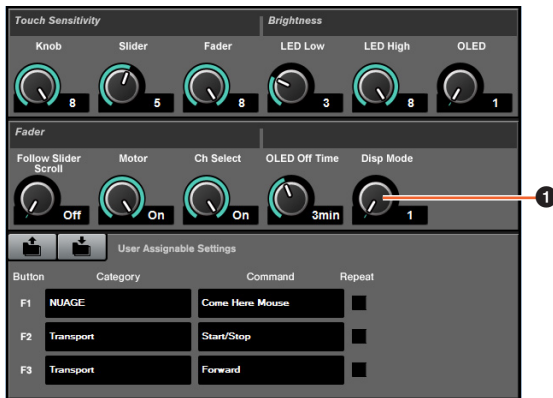 Touch Sensitivity Brightness
Knob Slider Fader LED Low LED High OLED
8 5 8 3 8 1
Fader
Follow Slider Scroll Motor Ch Select OLED Off Time Disp Mode
Off On On 3min 1
1
User Assignable Settings
Button Category Command Repeat
F1 NUAGE Come Here Mouse
F2 Transport Start/Stop
F3 Transport Forward